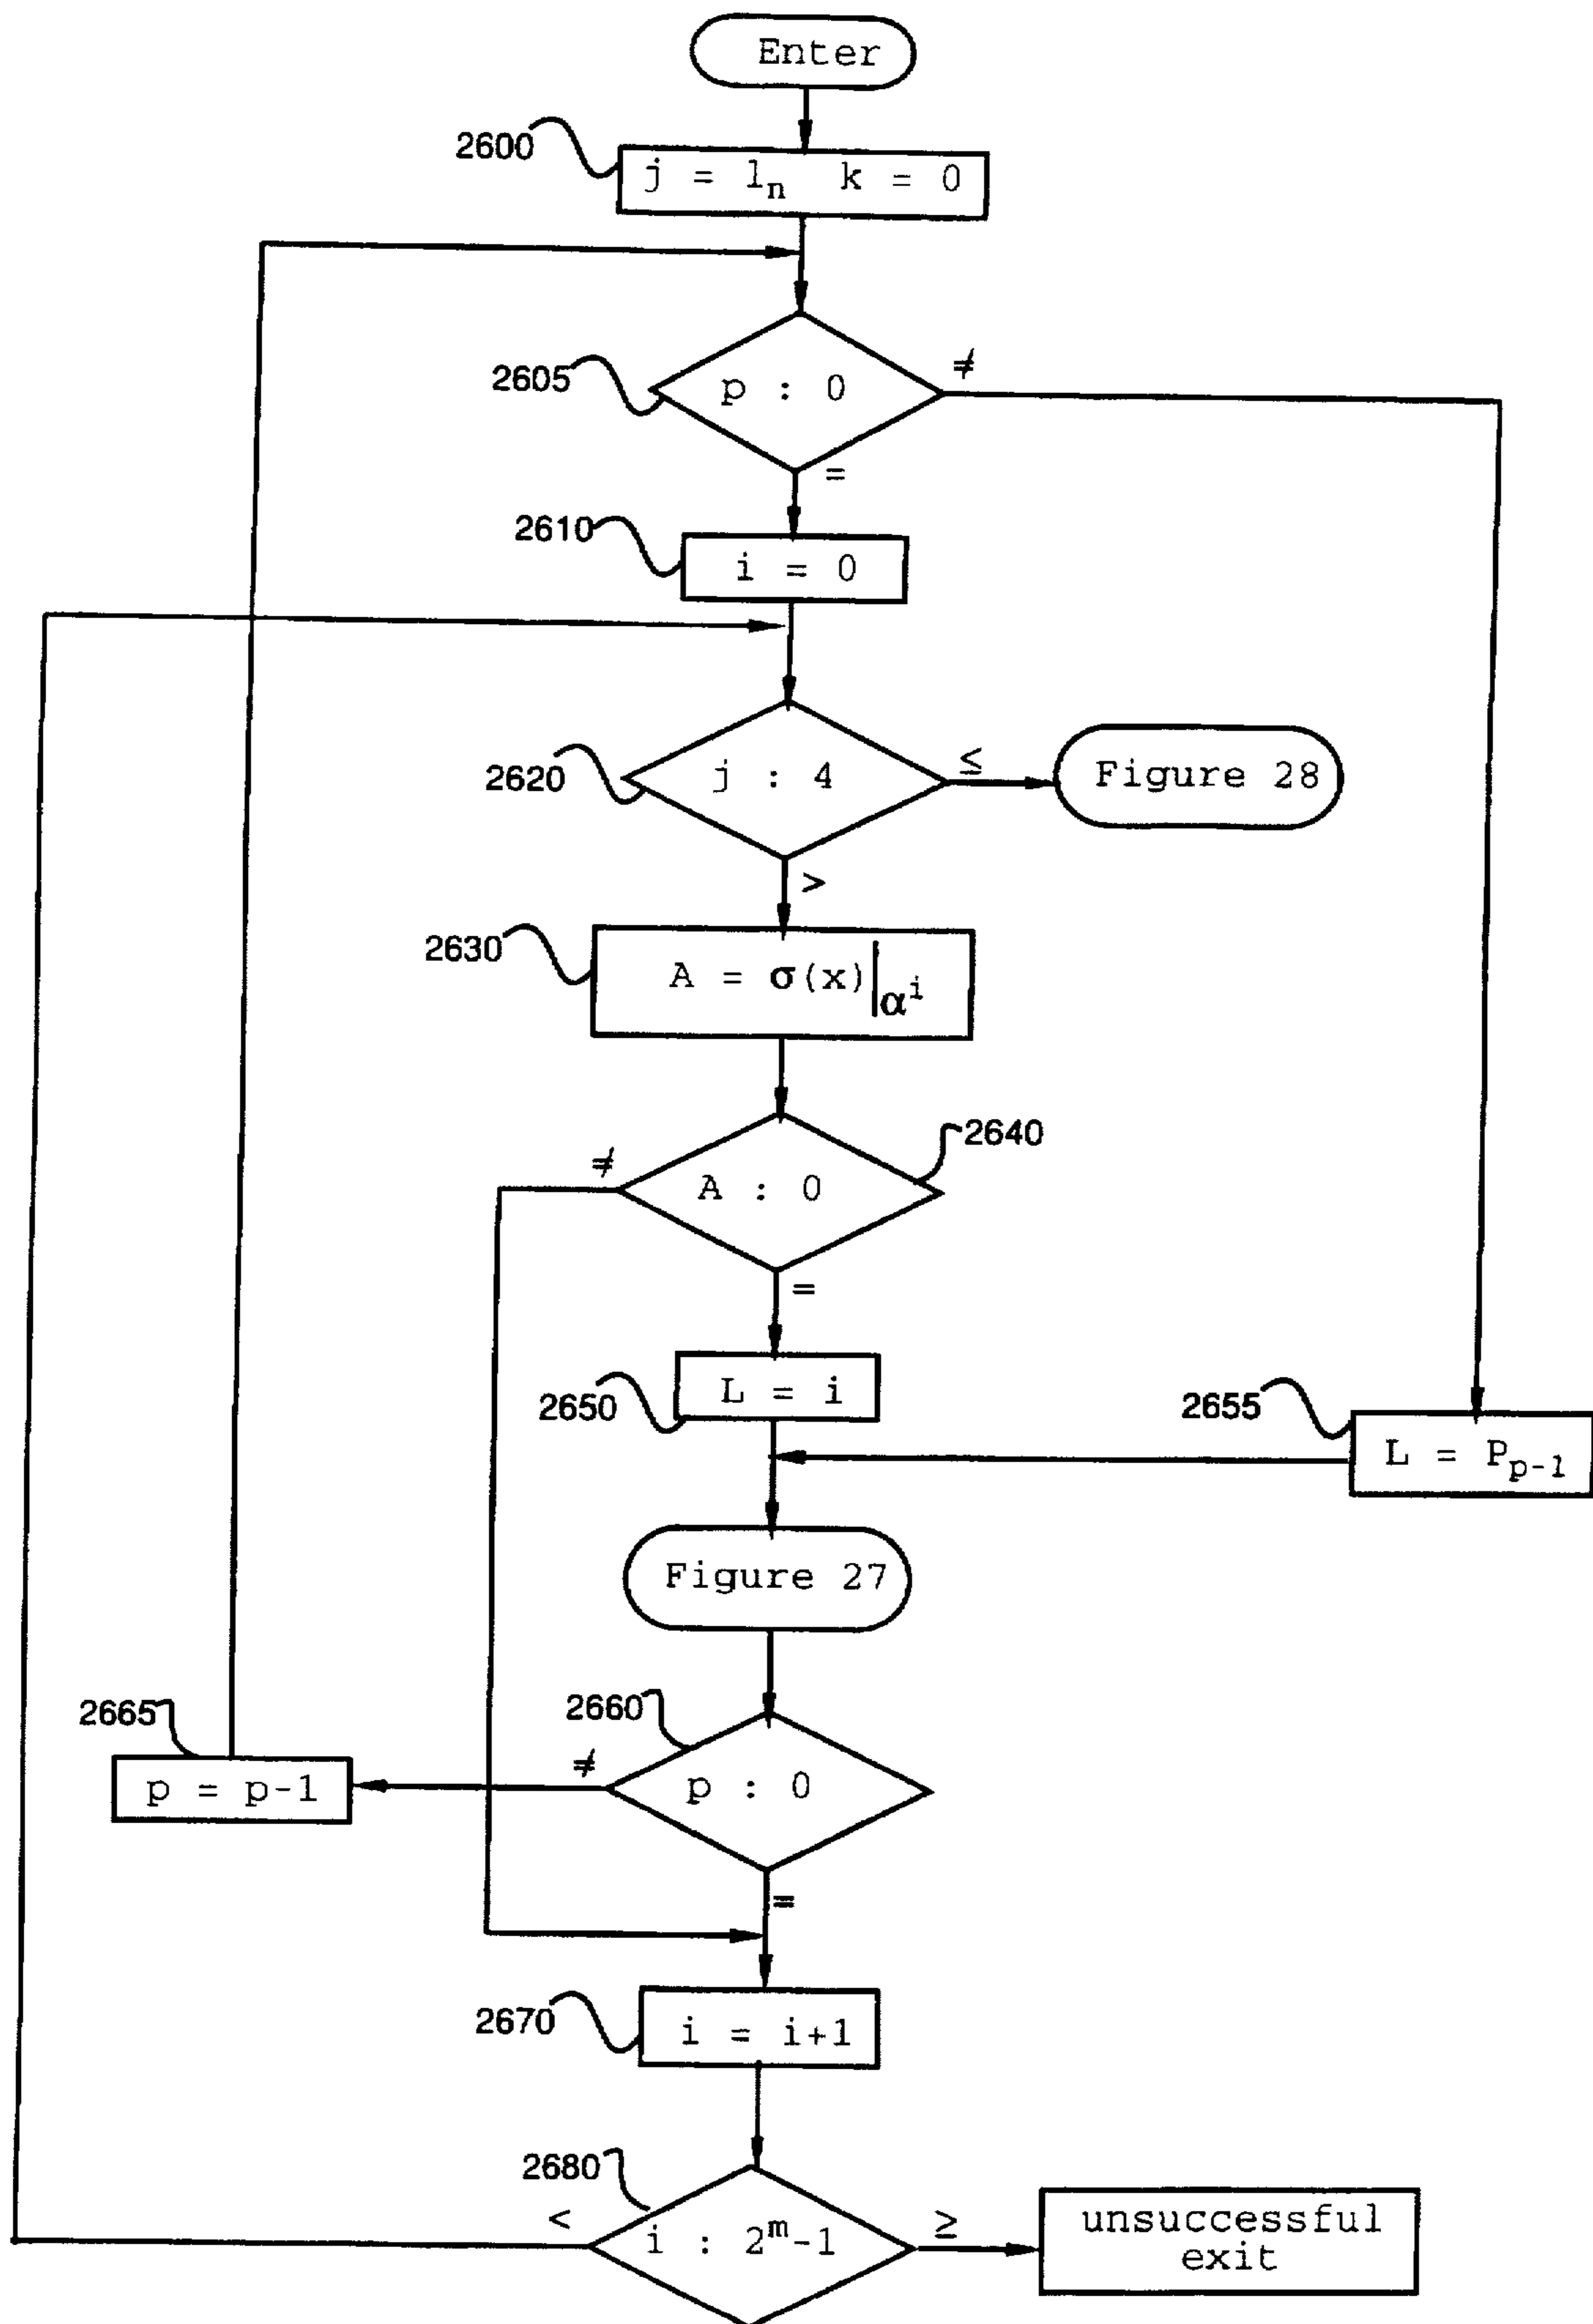 Enter
2600
j = l_n k = 0
2605
p : 0
≠
=
2610
i = 0
2620
j : 4
≤
Figure 28
>
2630
A = σ(x)|α^i
2640
≠
A : 0
=
2650
L = i
2655
L = P_{p-1}
Figure 27
2660
2665
≠
p : 0
p = p-1
=
2670
i = i+1
2680
<
i : 2^m-1
≥
unsuccessful
exit